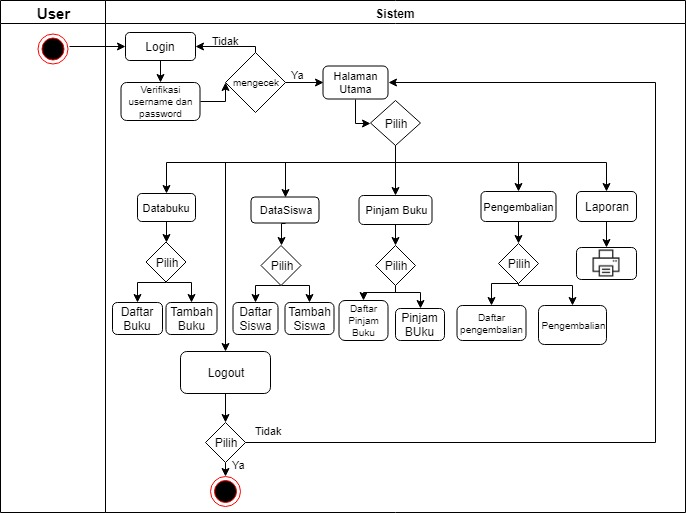 User
Sistem
Login
Tidak
Verifikasi
username dan
password
mengecek
Ya
Halaman
Utama
Pilih
Databuku
DataSiswa
Pinjam Buku
Pengembalian
Laporan
Pilih
Pilih
Pilih
Pilih
Daftar
Buku
Tambah
Buku
Daftar
Siswa
Tambah
Siswa
Daftar
Pinjam
Buku
Pinjam
BUku
Daftar
pengembalian
Pengembalian
Logout
Pilih
Tidak
Ya